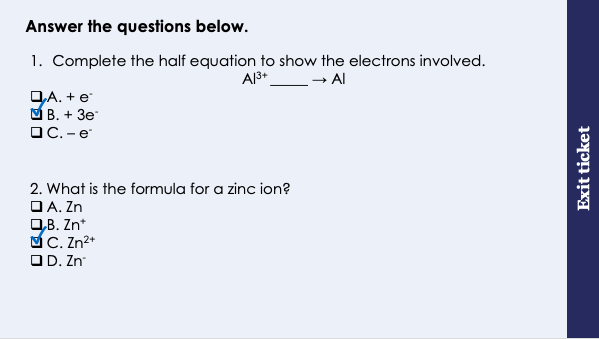 Answer the questions below.
1. Complete the half equation to show the electrons involved.
Al³⁺ _____ → Al
❑ A. + e⁻
☑ B. + 3e⁻
❑ C. – e⁻
2. What is the formula for a zinc ion?
❑ A. Zn
❑ B. Zn⁺
☑ C. Zn²⁺
❑ D. Zn⁻
Exit ticket